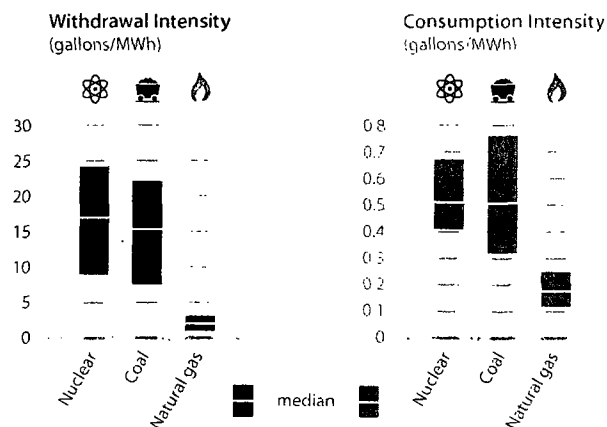 Withdrawal Intensity
(gallons/MWh)
30
25
20
15
10
5
0
Nuclear
Coal
Natural gas
Consumption Intensity
(gallons/MWh)
0.8
0.7
0.6
0.5
0.4
0.3
0.2
0.1
0
Nuclear
Coal
Natural gas
median